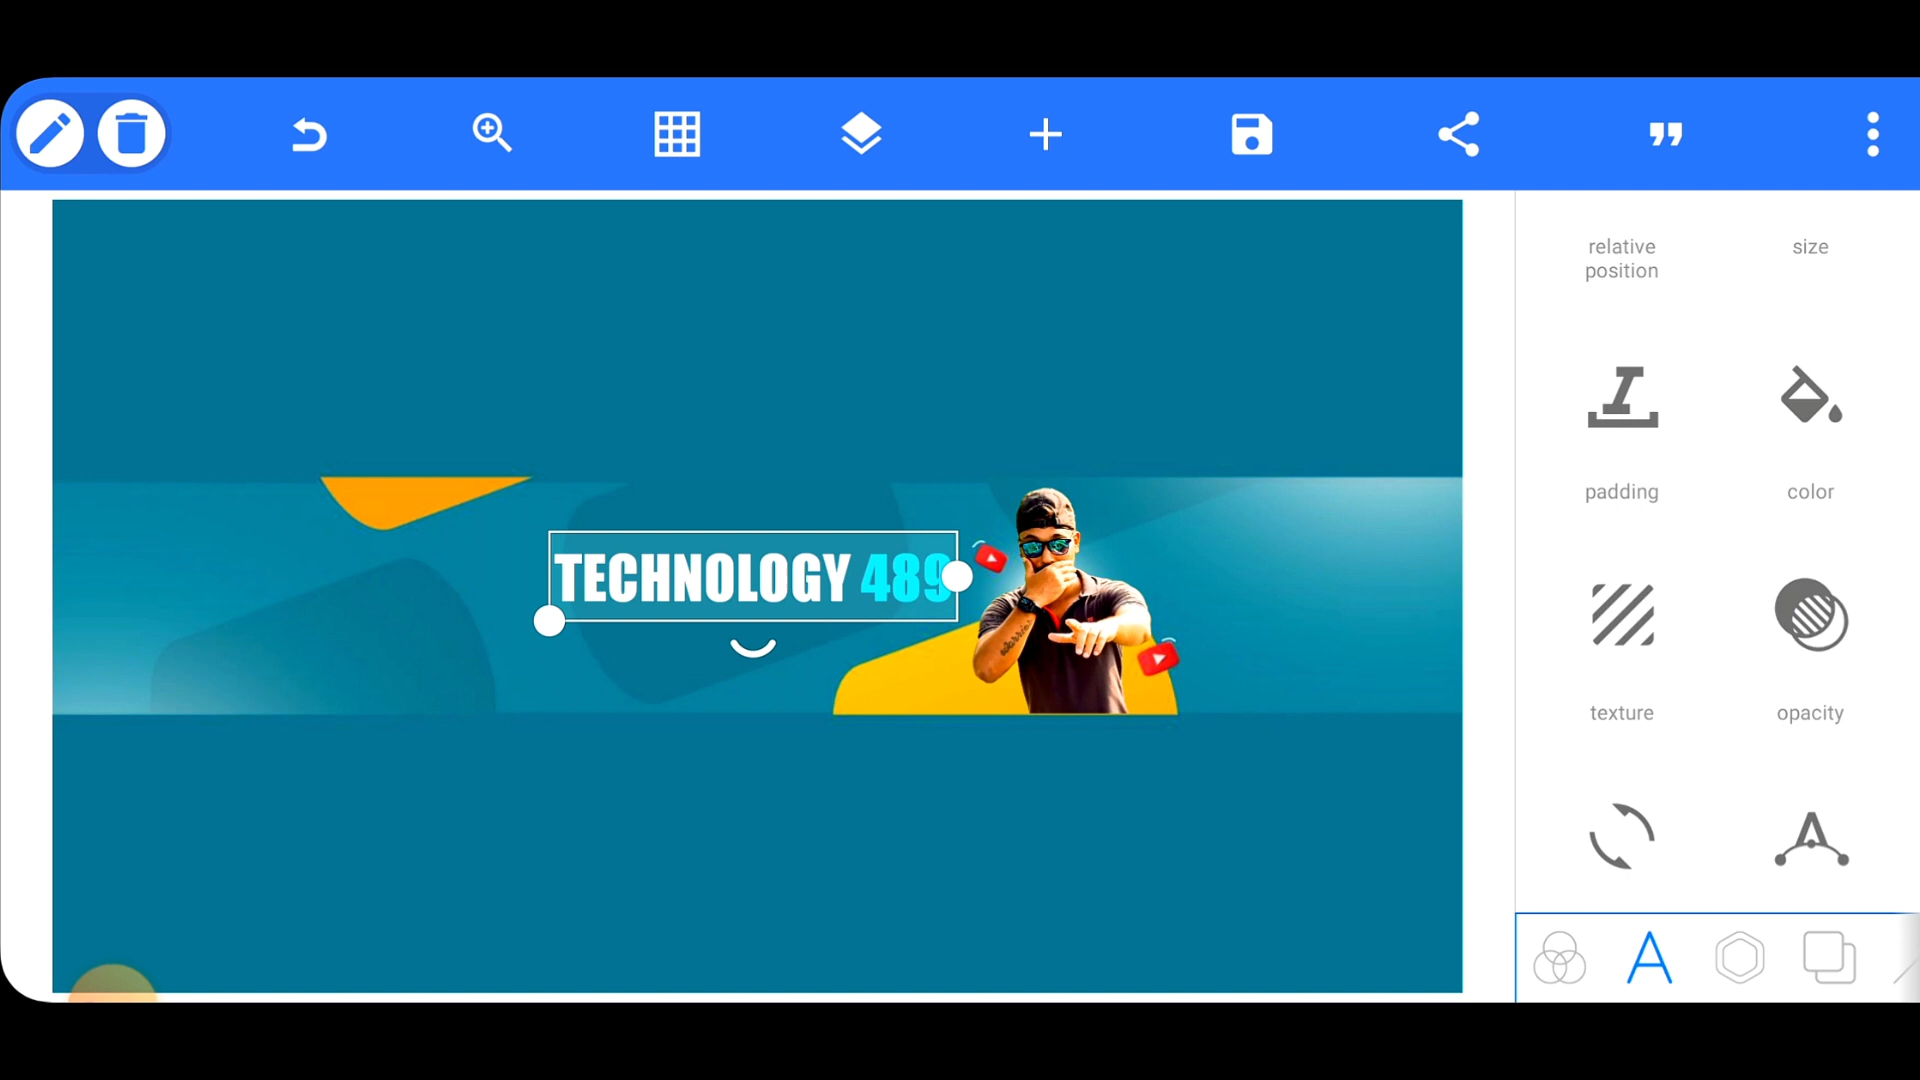 relative
position
size
TECHNOLOGY 489
padding
color
texture
opacity